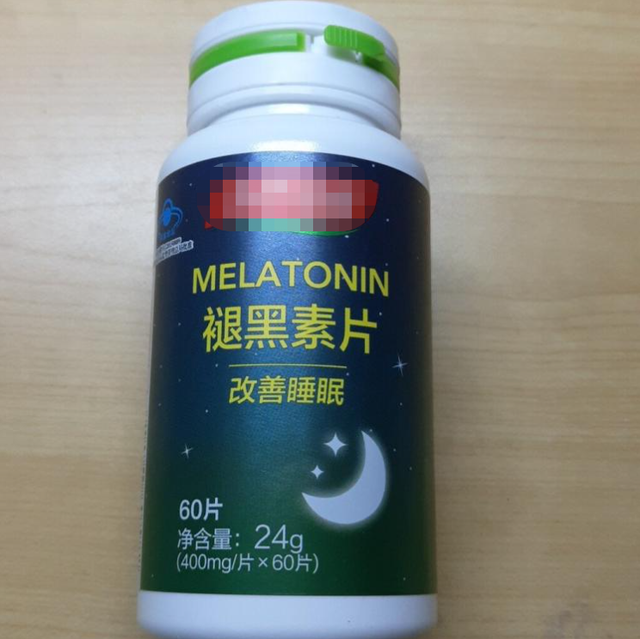 MELATONIN
褪黑素片
改善睡眠
60片
净含量：24g
(400mg/片×60片)